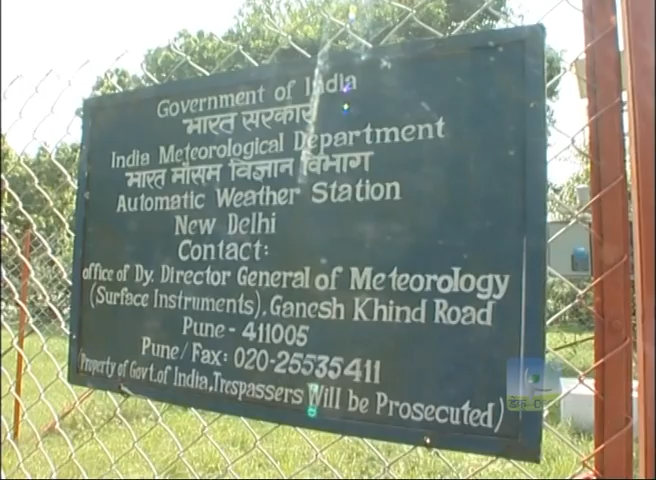 Government of India
भारत सरकार
India Meteorological Department
भारत मौसम विज्ञान विभाग
Automatic Weather Station
New Delhi
Contact:
office of Dy. Director General of Meteorology
(Surface Instruments), Ganesh Khind Road
Pune - 411005
Pune/Fax: 020-25535411
(Property of Govt. of India, Trespassers Will be Prosecuted)